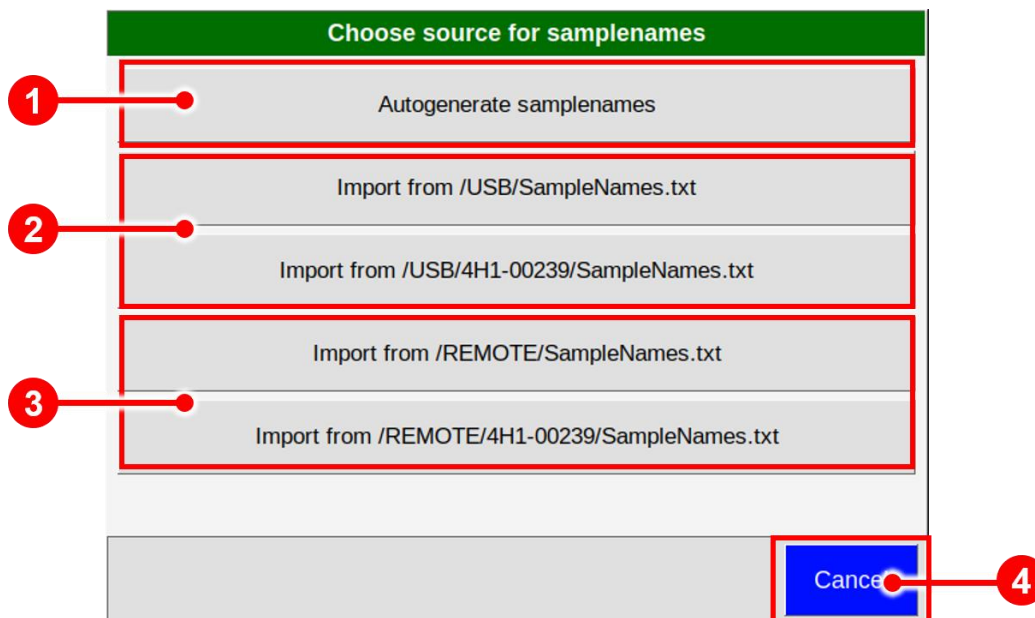 Choose source for samplenames
1
Autogenerate samplenames
2
Import from /USB/SampleNames.txt
Import from /USB/4H1-00239/SampleNames.txt
3
Import from /REMOTE/SampleNames.txt
Import from /REMOTE/4H1-00239/SampleNames.txt
Cancel
4